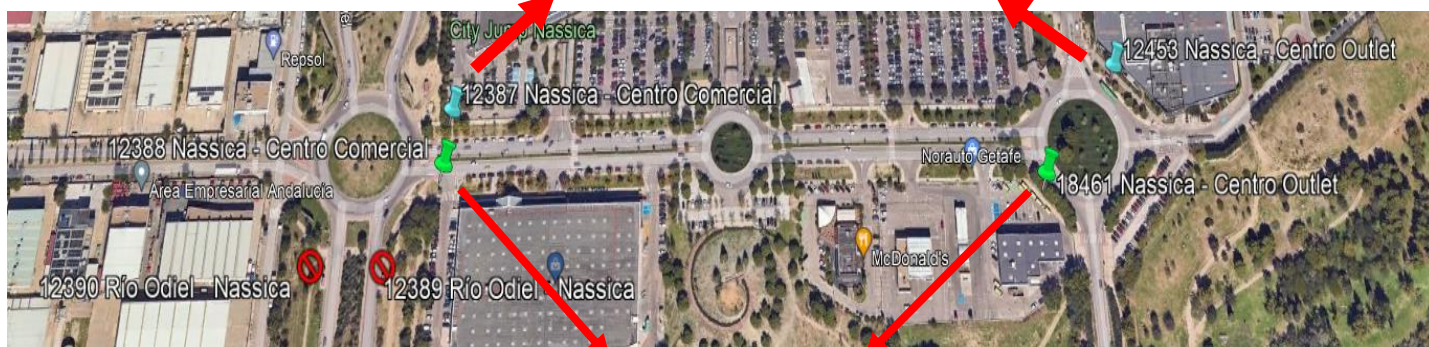 City Jump Nassica
Repsol
12453 Nassica - Centro Outlet
12387 Nassica - Centro Comercial
12388 Nassica - Centro Comercial
Norauto Getafe
Área Empresarial Andalucía
18461 Nassica - Centro Outlet
McDonald's
12390 Río Odiel - Nassica
12389 Río Odiel - Nassica